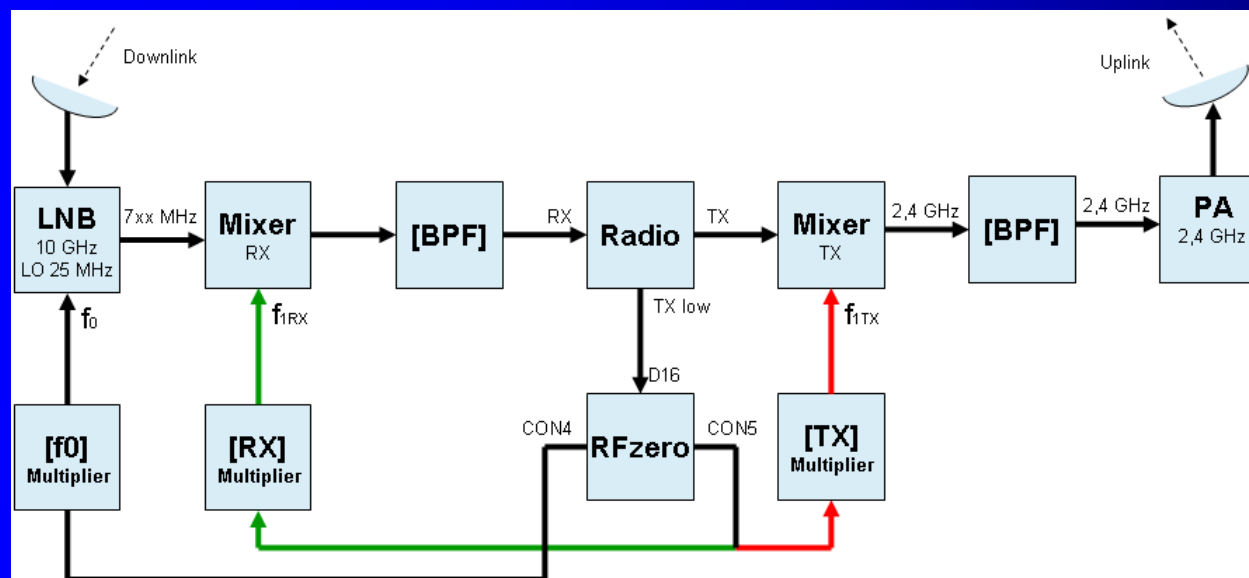 Downlink
Uplink
LNB
10 GHz
LO 25 MHz
7xx MHz
Mixer
RX
[BPF]
RX
Radio
TX
Mixer
TX
2,4 GHz
[BPF]
2,4 GHz
PA
2,4 GHz
f0
f1RX
TX low
f1TX
D16
[f0]
Multiplier
[RX]
Multiplier
CON4
RFzero
CON5
[TX]
Multiplier